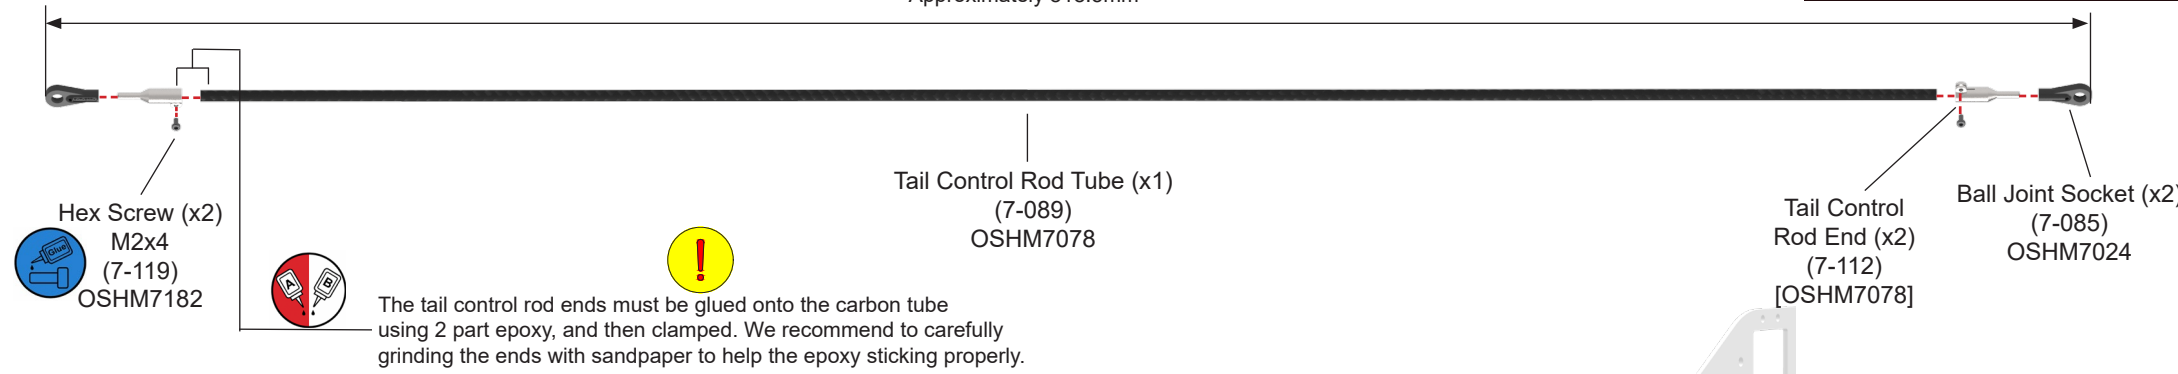 Approximately
Tail Control Rod Tube (x1)
(7-089)
OSHM7078
Hex Screw (x2)
M2x4
(7-119)
OSHM7182
Glue
A
B
The tail control rod ends must be glued onto the carbon tube
using 2 part epoxy, and then clamped. We recommend to carefully
grinding the ends with sandpaper to help the epoxy sticking properly.
Tail Control
Rod End (x2)
(7-112)
[OSHM7078]
Ball Joint Socket (x2)
(7-085)
OSHM7024